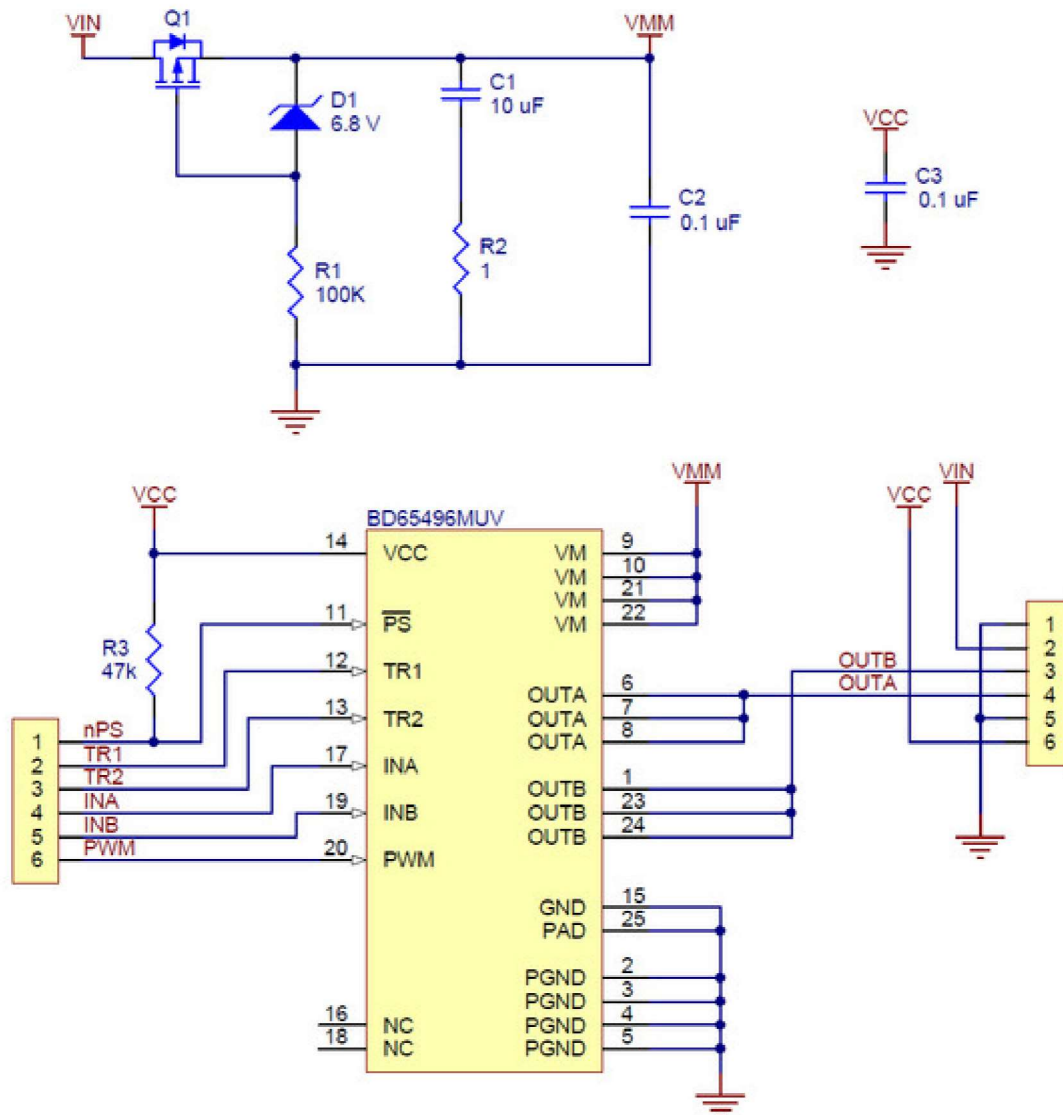 VIN
Q1
VMM
D1
6.8 V
C1
10 uF
R1
100K
R2
1
C2
0.1 uF
VCC
C3
0.1 uF
VCC
R3
47k
BD65496MUV
VMM
VCC
VIN
14 VCC
11 PS
12 TR1
13 TR2
17 INA
19 INB
20 PWM
16 NC
18 NC
VM 9
VM 10
VM 21
VM 22
OUTA 6
OUTA 7
OUTA 8
OUTB 1
OUTB 23
OUTB 24
GND 15
PAD 25
PGND 2
PGND 3
PGND 4
PGND 5
1 nPS
2 TR1
3 TR2
4 INA
5 INB
6 PWM
1
2
OUTB 3
OUTA 4
5
6